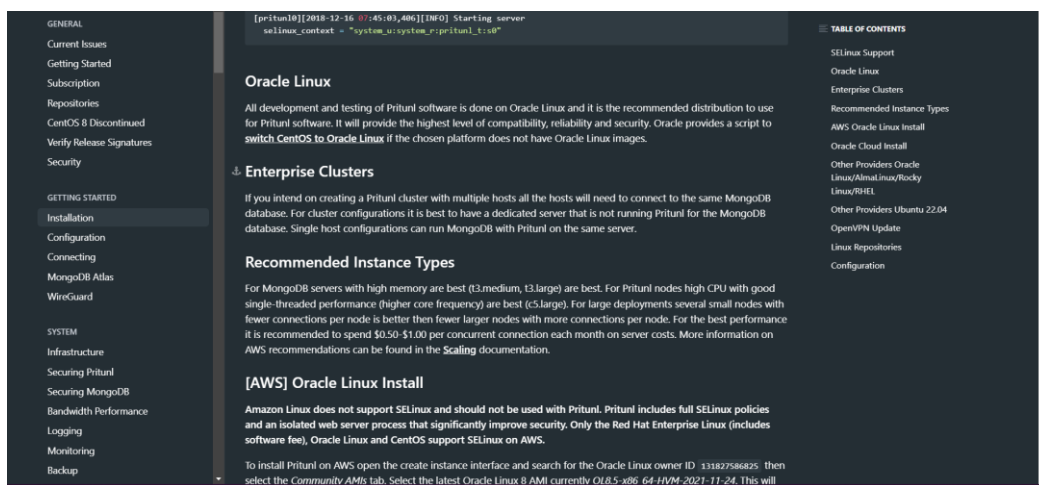 GENERAL
Current Issues
Getting Started
Subscription
Repositories
CentOS 8 Discontinued
Verify Release Signatures
Security
GETTING STARTED
Installation
Configuration
Connecting
MongoDB Atlas
WireGuard
SYSTEM
Infrastructure
Securing Pritunl
Securing MongoDB
Bandwidth Performance
Logging
Monitoring
Backup
[pritunl0][2018-12-16 07:45:03,406][INFO] Starting server
selinux_context = "system_u:system_r:pritunl_t:s0"
Oracle Linux
All development and testing of Pritunl software is done on Oracle Linux and it is the recommended distribution to use
for Pritunl software. It will provide the highest level of compatibility, reliability and security. Oracle provides a script to
switch CentOS to Oracle Linux if the chosen platform does not have Oracle Linux images.
Enterprise Clusters
If you intend on creating a Pritunl cluster with multiple hosts all the hosts will need to connect to the same MongoDB
database. For cluster configurations it is best to have a dedicated server that is not running Pritunl for the MongoDB
database. Single host configurations can run MongoDB with Pritunl on the same server.
Recommended Instance Types
For MongoDB servers with high memory are best (t3.medium, t3.large) are best. For Pritunl nodes high CPU with good
single-threaded performance (higher core frequency) are best (c5.large). For large deployments several small nodes with
fewer connections per node is better then fewer larger nodes with more connections per node. For the best performance
it is recommended to spend $0.50-$1.00 per concurrent connection each month on server costs. More information on
AWS recommendations can be found in the Scaling documentation.
[AWS] Oracle Linux Install
Amazon Linux does not support SELinux and should not be used with Pritunl. Pritunl includes full SELinux policies
and an isolated web server process that significantly improve security. Only the Red Hat Enterprise Linux (includes
software fee), Oracle Linux and CentOS support SELinux on AWS.
To install Pritunl on AWS open the create instance interface and search for the Oracle Linux owner ID 131827586825 then
select the Community AMIs tab. Select the latest Oracle Linux 8 AMI currently OL8.5-x86_64-HVM-2021-11-24. This will
TABLE OF CONTENTS
SELinux Support
Oracle Linux
Enterprise Clusters
Recommended Instance Types
AWS Oracle Linux Install
Oracle Cloud Install
Other Providers Oracle
Linux/AlmaLinux/Rocky
Linux/RHEL
Other Providers Ubuntu 22.04
OpenVPN Update
Linux Repositories
Configuration